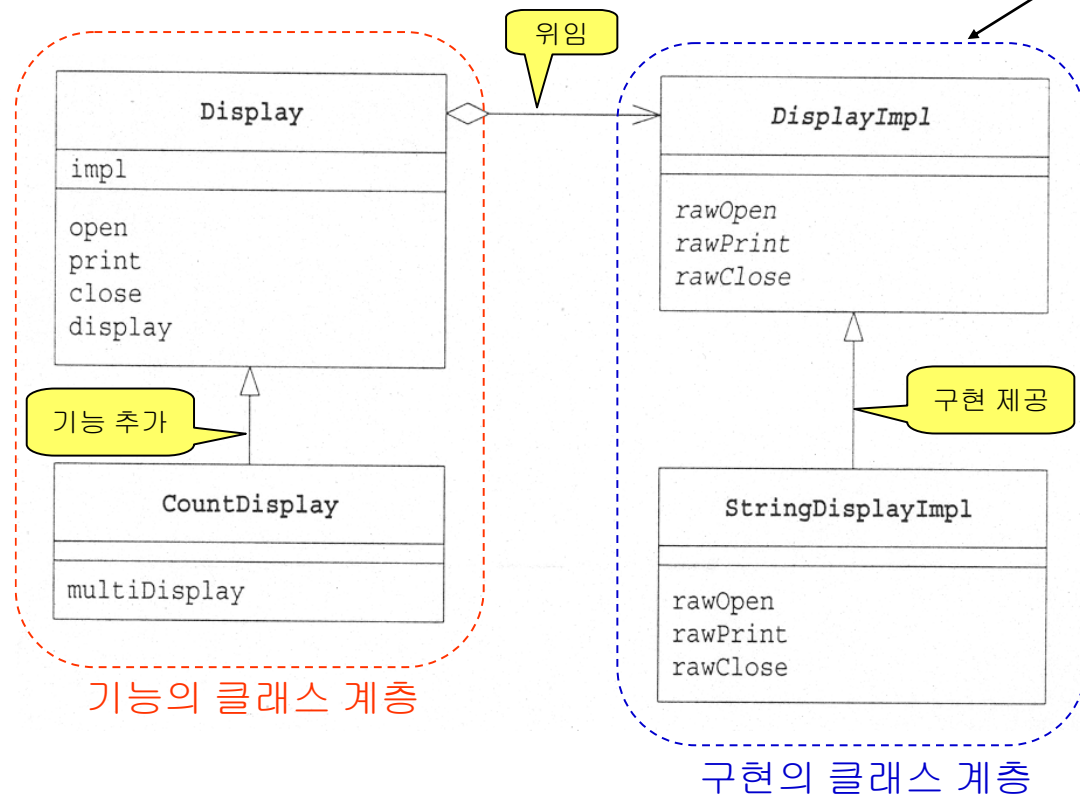 위임
Display
impl
open
print
close
display
기능 추가
CountDisplay
multiDisplay
기능의 클래스 계층
DisplayImpl
rawOpen
rawPrint
rawClose
구현 제공
StringDisplayImpl
rawOpen
rawPrint
rawClose
구현의 클래스 계층